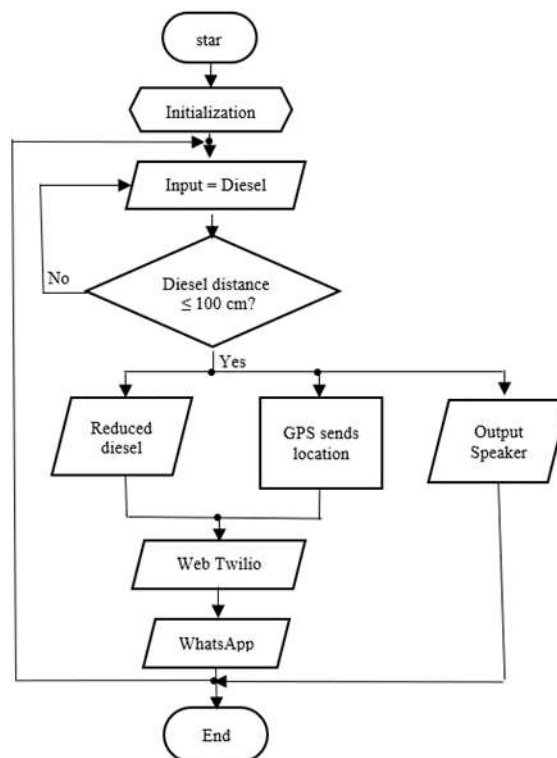 star
Initialization
Input = Diesel
No
Diesel distance
≤ 100 cm?
Yes
Reduced
diesel
GPS sends
location
Output
Speaker
Web Twilio
WhatsApp
End